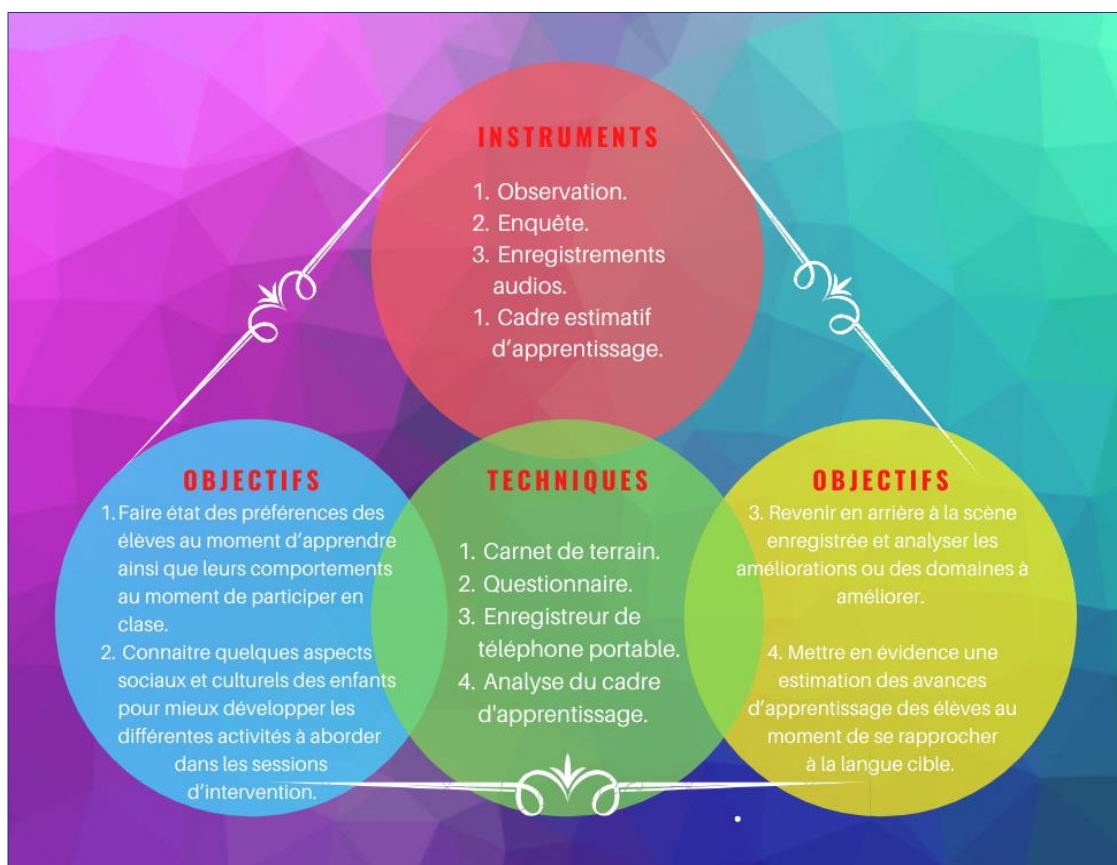 INSTRUMENTS
1. Observation.
2. Enquête.
3. Enregistrements
audios.
1. Cadre estimatif
d’apprentissage.
OBJECTIFS
1. Faire état des préférences des
élèves au moment d’apprendre
ainsi que leurs comportements
au moment de participer en
clase.
2. Connaitre quelques aspects
sociaux et culturels des enfants
pour mieux développer les
différentes activités à aborder
dans les sessions
d’intervention.
TECHNIQUES
1. Carnet de terrain.
2. Questionnaire.
3. Enregistreur de
téléphone portable.
4. Analyse du cadre
d'apprentissage.
OBJECTIFS
3. Revenir en arrière à la scène
enregistrée et analyser les
améliorations ou des domaines à
améliorer.
4. Mettre en évidence une
estimation des avances
d’apprentissage des élèves au
moment de se rapprocher
à la langue cible.